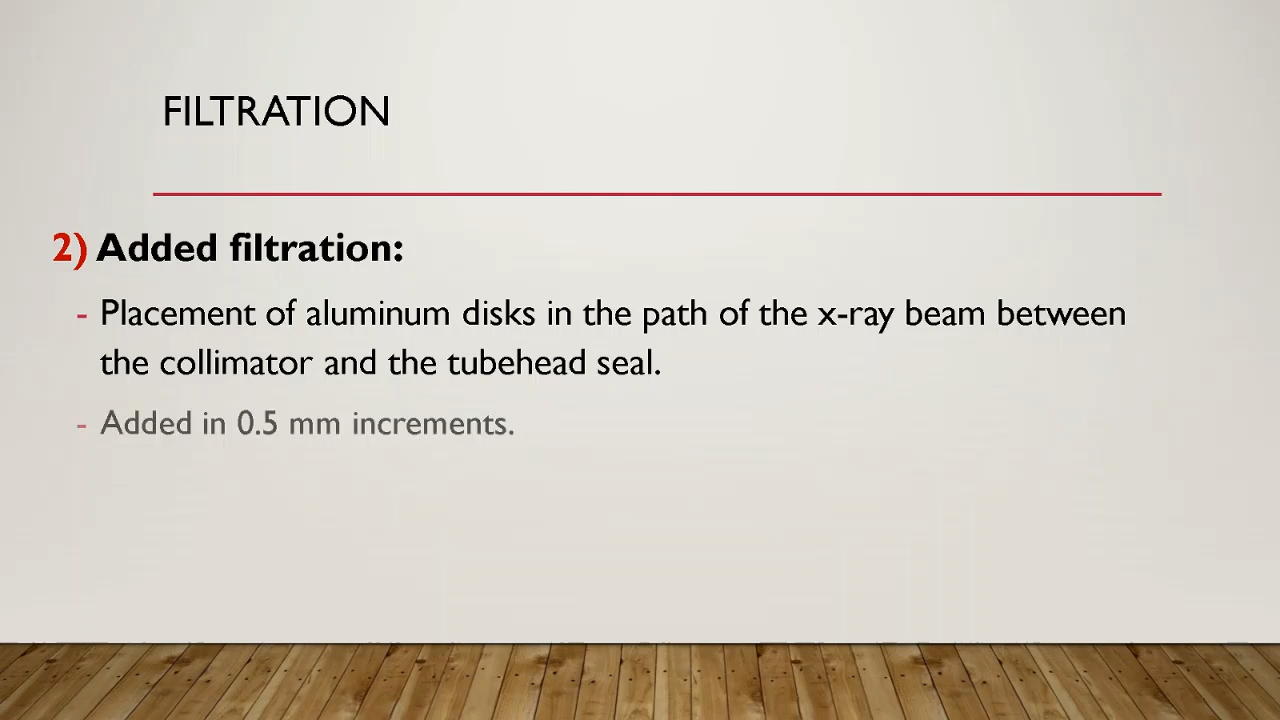 FILTRATION
2) Added filtration:
- Placement of aluminum disks in the path of the x-ray beam between
the collimator and the tubehead seal.
- Added in 0.5 mm increments.